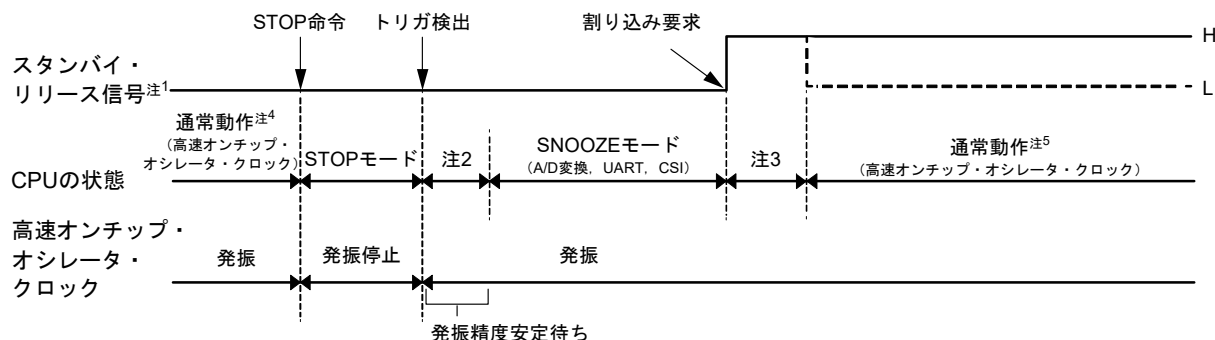 STOP命令
トリガ検出
割り込み要求
H
スタンバイ・
リリース信号注1
L
通常動作注4
(高速オンチップ・
オシレータ・クロック)
STOPモード
注2
SNOOZEモード
(A/D変換, UART, CSI)
注3
通常動作注5
(高速オンチップ・オシレータ・クロック)
CPUの状態
高速オンチップ・
オシレータ・
クロック
発振
発振停止
発振
発振精度安定待ち